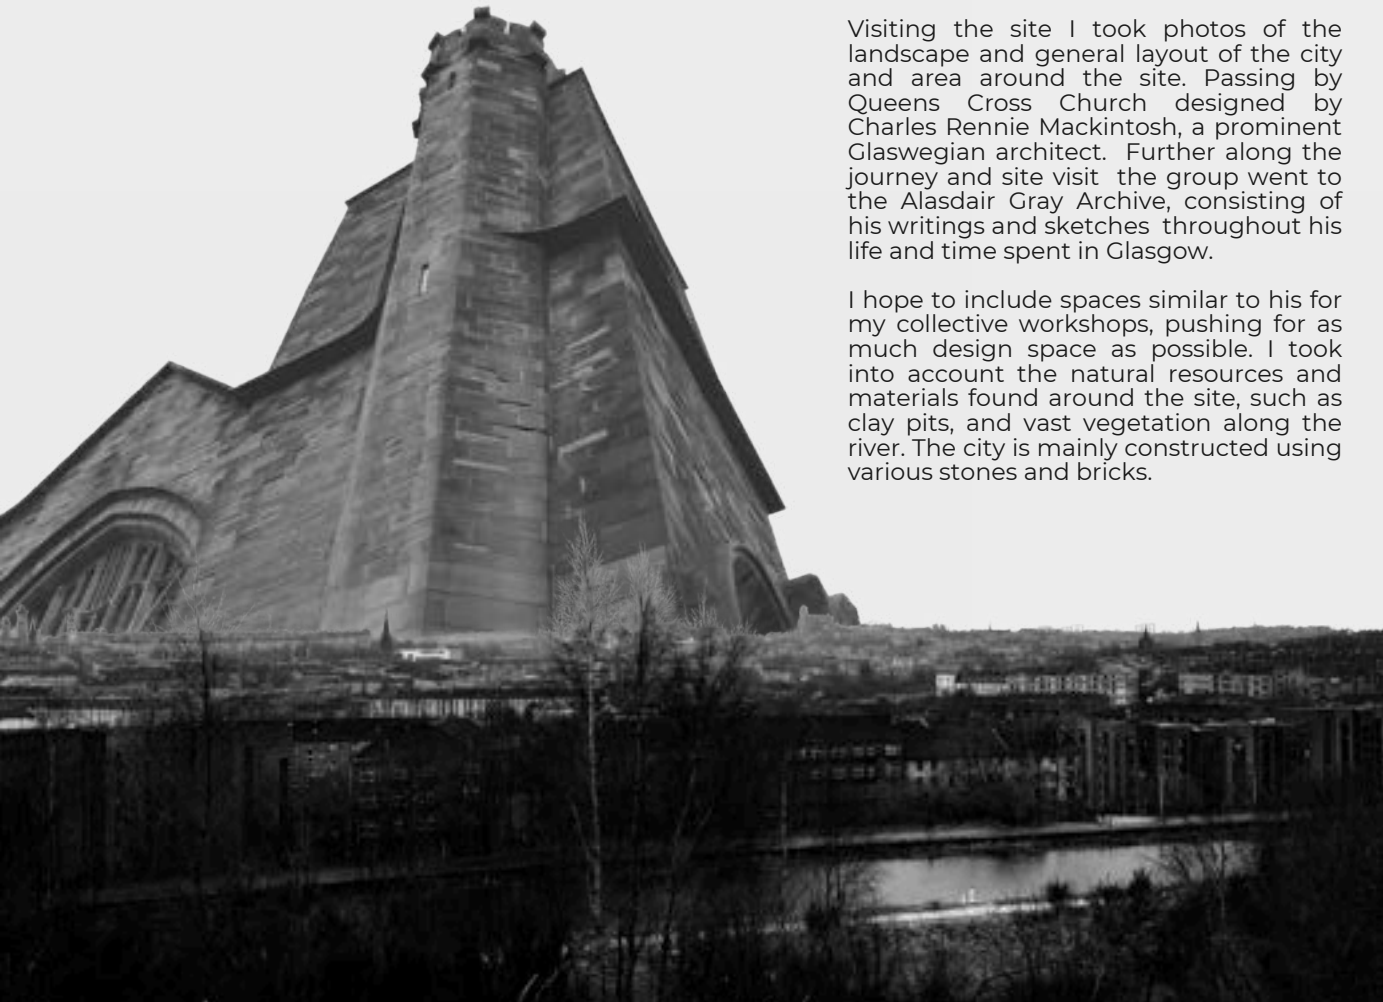 Visiting the site I took photos of the
landscape and general layout of the city
and area around the site. Passing by
Queens Cross Church designed by
Charles Rennie Mackintosh, a prominent
Glaswegian architect. Further along the
journey and site visit the group went to
the Alasdair Gray Archive, consisting of
his writings and sketches throughout his
life and time spent in Glasgow.
I hope to include spaces similar to his for
my collective workshops, pushing for as
much design space as possible. I took
into account the natural resources and
materials found around the site, such as
clay pits, and vast vegetation along the
river. The city is mainly constructed using
various stones and bricks.